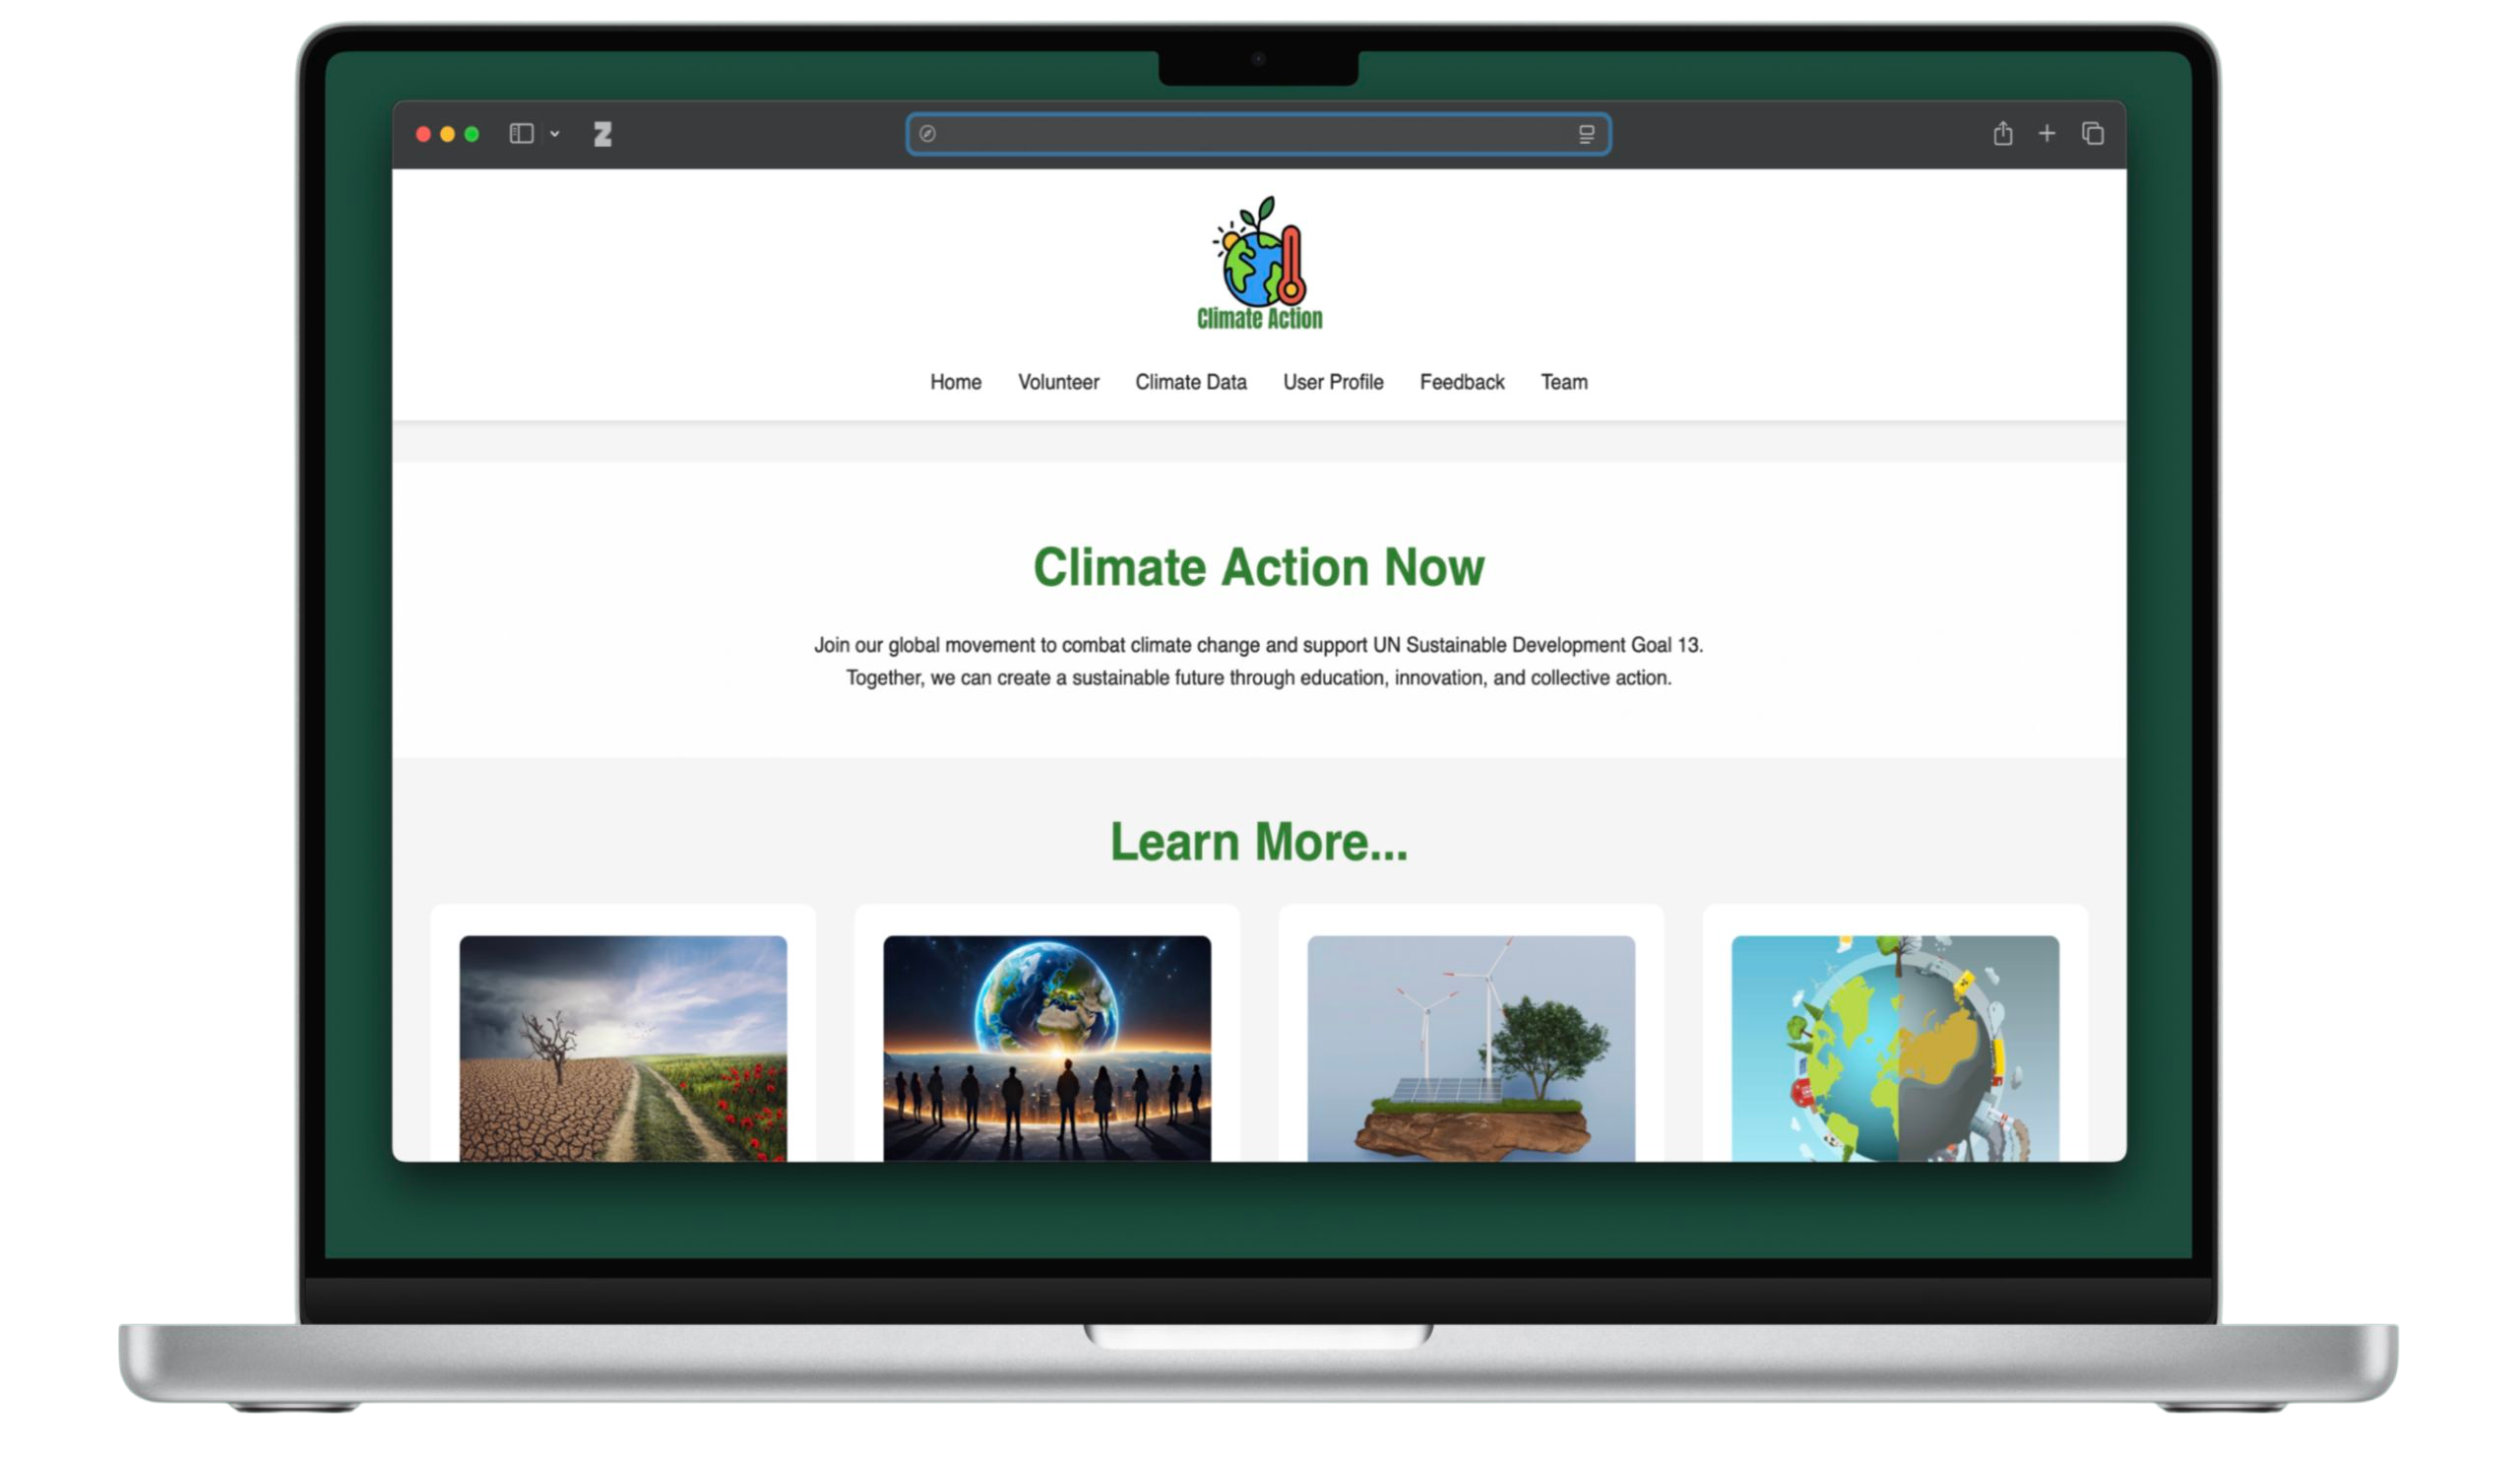 Climate Action
Home Volunteer Climate Data User Profile Feedback Team
Climate Action Now
Join our global movement to combat climate change and support UN Sustainable Development Goal 13.
Together, we can create a sustainable future through education, innovation, and collective action.
Learn More...